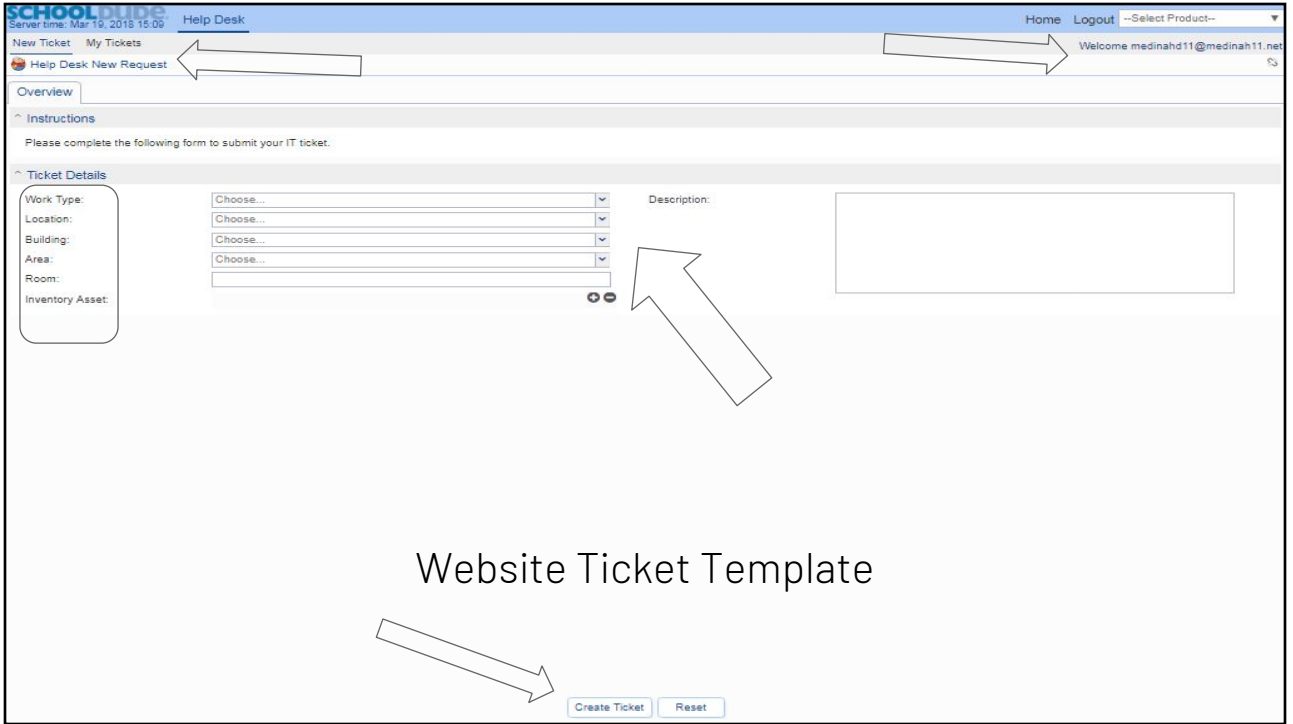 SCHOOLDUDE
Server time: Mar 19, 2018 15:09
Help Desk
Home Logout --Select Product--
New Ticket My Tickets
Welcome medinahd11@medinah11.net
Help Desk New Request
Overview
Instructions
Please complete the following form to submit your IT ticket.
Ticket Details
Work Type: Choose... Description:
Location: Choose...
Building: Choose...
Area: Choose...
Room:
Inventory Asset:
Website Ticket Template
Create Ticket Reset